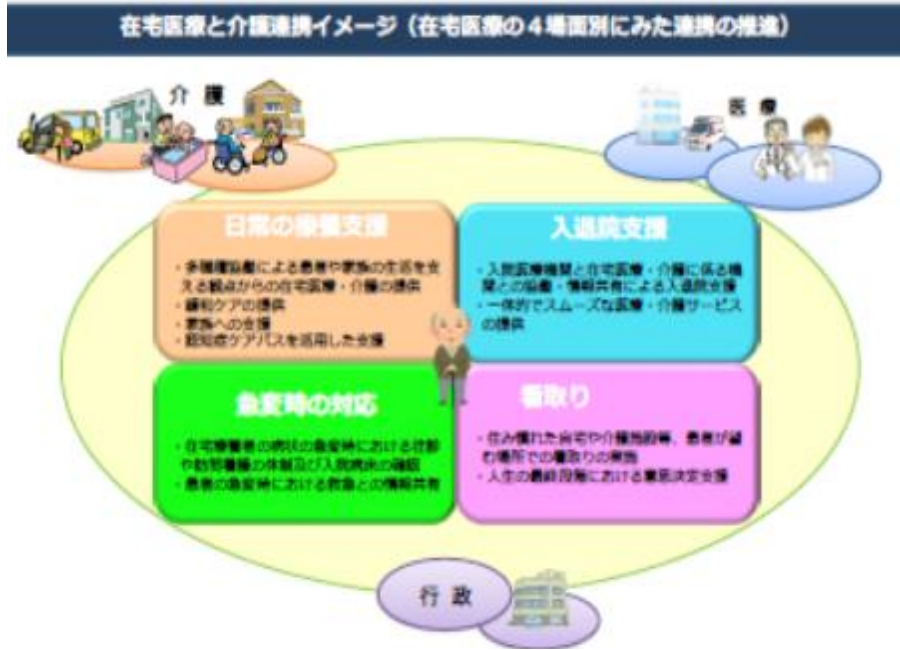 在宅医療と介護連携イメージ（在宅医療の４場面別にみた連携の推進）
介 護
医 療
日常の療養支援
・多職種協働による患者や家族の生活を支
える観点からの在宅医療・介護の提供
・緩和ケアの提供
・家族への支援
・認知症ケアパスを活用した支援
入退院支援
・入院医療機関と在宅医療・介護に係る機
関との協働・情報共有による入退院支援
・一体的でスムーズな医療・介護サービス
の提供
急変時の対応
・在宅療養者の病状の急変時における往診
や訪問看護の体制及び入院病床の確認
・患者の急変時における救急との情報共有
看取り
・住み慣れた自宅や介護施設等、患者が望
む場所での看取りの実施
・人生の最終段階における意思決定支援
行 政